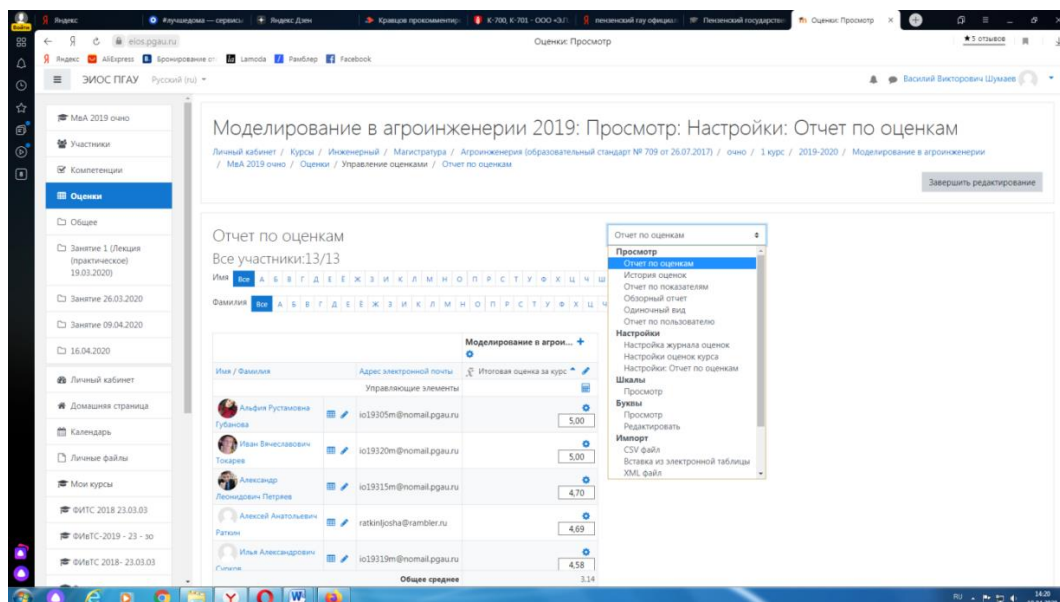 Яндекс
#лучшедома — сервисы
Яндекс.Дзен
Кравцов прокомментир
К-700, К-701 - ООО «З.П.
пензенский гау официал
Пензенский государстве
Оценки: Просмотр
eios.pgau.ru
Оценки: Просмотр
★ 5 отзывов
Яндекс
AliExpress
Бронирование от
Lamoda
Рамблер
Facebook
ЭИОС ПГАУ
Русский (ru)
Василий Викторович Шумаев
МвА 2019 очно
Участники
Компетенции
Оценки
Общее
Занятие 1 (Лекция
(практическое)
19.03.2020)
Занятие 26.03.2020
Занятие 09.04.2020
16.04.2020
Личный кабинет
Домашняя страница
Календарь
Личные файлы
Мои курсы
ФИТС 2018 23.03.03
ФИвТС-2019 - 23 - зо
ФИвТС 2018- 23.03.03
Моделирование в агроинженерии 2019: Просмотр: Настройки: Отчет по оценкам
Личный кабинет / Курсы / Инженерный / Магистратура / Агроинженерия (образовательный стандарт № 709 от 26.07.2017) / очно / 1 курс / 2019-2020 / Моделирование в агроинженерии
/ МвА 2019 очно / Оценки / Управление оценками / Отчет по оценкам
Завершить редактирование
Отчет по оценкам
Все участники:13/13
Имя Все А Б В Г Д Е Ё Ж З И К Л М Н О П Р С Т У Ф Х Ц Ч Ш
Фамилия Все А Б В Г Д Е Ё Ж З И К Л М Н О П Р С Т У Ф Х Ц Ч
Моделирование в агрои...
Имя / Фамилия
Адрес электронной почты
Итоговая оценка за курс
Управляющие элементы
Альфия Рустамовна
Губанова
io19305m@nomail.pgau.ru
5,00
Иван Вячеславович
Токарев
io19320m@nomail.pgau.ru
5,00
Александр
Леонидович Петряев
io19315m@nomail.pgau.ru
4,70
Алексей Анатольевич
Раткин
ratkinljosha@rambler.ru
4,69
Илья Александрович
io19319m@nomail.pgau.ru
4,58
Общее среднее
3,14
Отчет по оценкам
Просмотр
Отчет по оценкам
История оценок
Отчет по показателям
Обзорный отчет
Одиночный вид
Отчет по пользователю
Настройки
Настройка журнала оценок
Настройки оценок курса
Настройки: Отчет по оценкам
Шкалы
Просмотр
Буквы
Просмотр
Редактировать
Импорт
CSV файл
Вставка из электронной таблицы
XML файл
RU
14:20